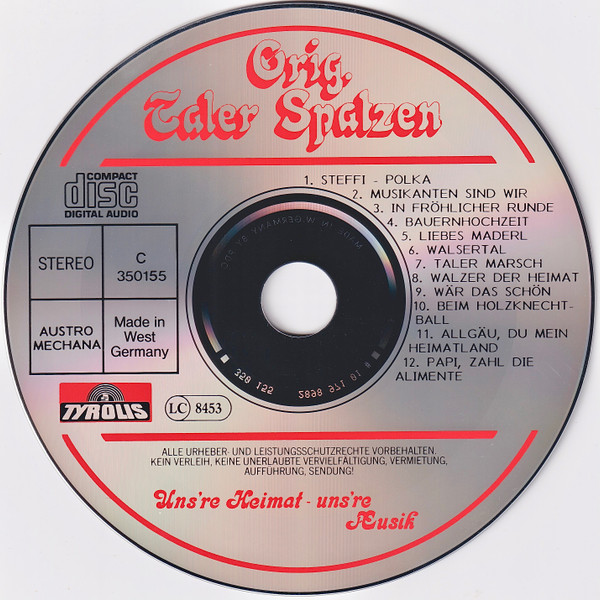 Orig.
Taler Spatzen
COMPACT
disc
DIGITAL AUDIO
1. STEFFI - POLKA
2. MUSIKANTEN SIND WIR
3. IN FRÖHLICHER RUNDE
4. BAUERNHOCHZEIT
5. LIEBES MADERL
6. WALSERTAL
7. TALER MARSCH
8. WALZER DER HEIMAT
9. WÄR DAS SCHÖN
10. BEIM HOLZKNECHT-
BALL
11. ALLGÄU, DU MEIN
HEIMATLAND
12. PAPI, ZAHL DIE
ALIMENTE
STEREO
C
350155
AUSTRO
MECHANA
Made in
West
Germany
TYROLIS
LC 8453
ALLE URHEBER- UND LEISTUNGSSCHUTZRECHTE VORBEHALTEN.
KEIN VERLEIH, KEINE UNERLAUBTE VERVIELFÄLTIGUNG, VERMIETUNG,
AUFFÜHRUNG, SENDUNG!
Uns're Heimat - uns're
Musik